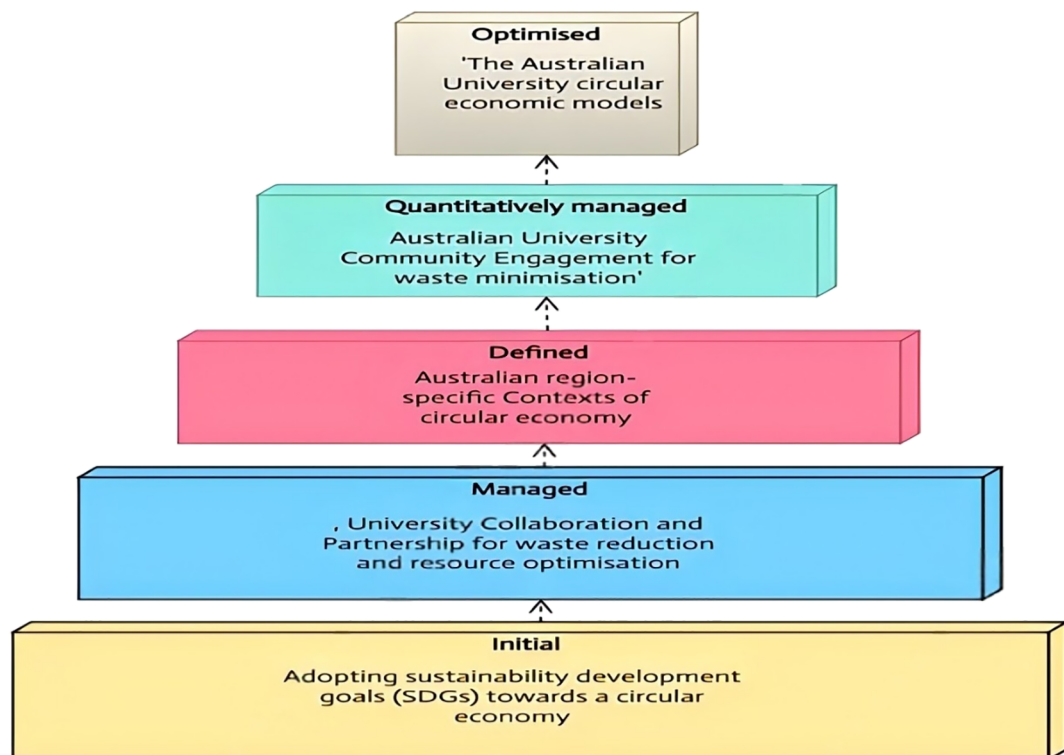 Optimised
'The Australian
University circular
economic models
Quantitatively managed
Australian University
Community Engagement for
waste minimisation'
Defined
Australian region-
specific Contexts of
circular economy
Managed
, University Collaboration and
Partnership for waste reduction
and resource optimisation
Initial
Adopting sustainability development
goals (SDGs) towards a circular
economy